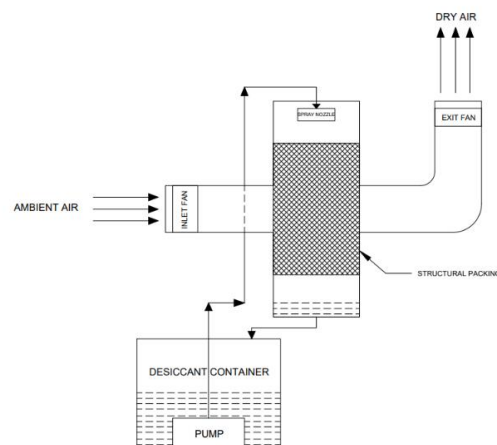 DRY AIR
EXIT FAN
SPRAY NOZZLE
AMBIENT AIR
INLET FAN
STRUCTURAL PACKING
DESICCANT CONTAINER
PUMP